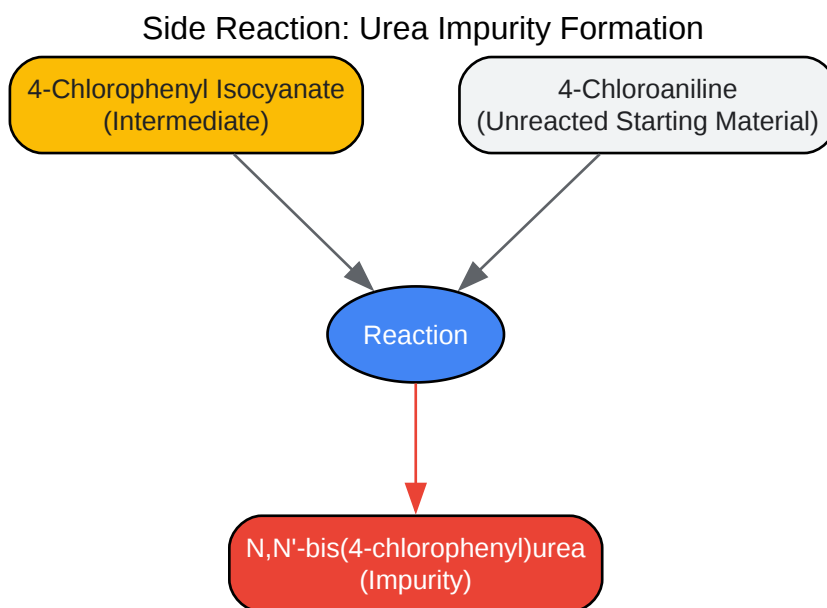 Side Reaction: Urea Impurity Formation
4-Chlorophenyl Isocyanate
(Intermediate)
4-Chloroaniline
(Unreacted Starting Material)
Reaction
N,N'-bis(4-chlorophenyl)urea
(Impurity)